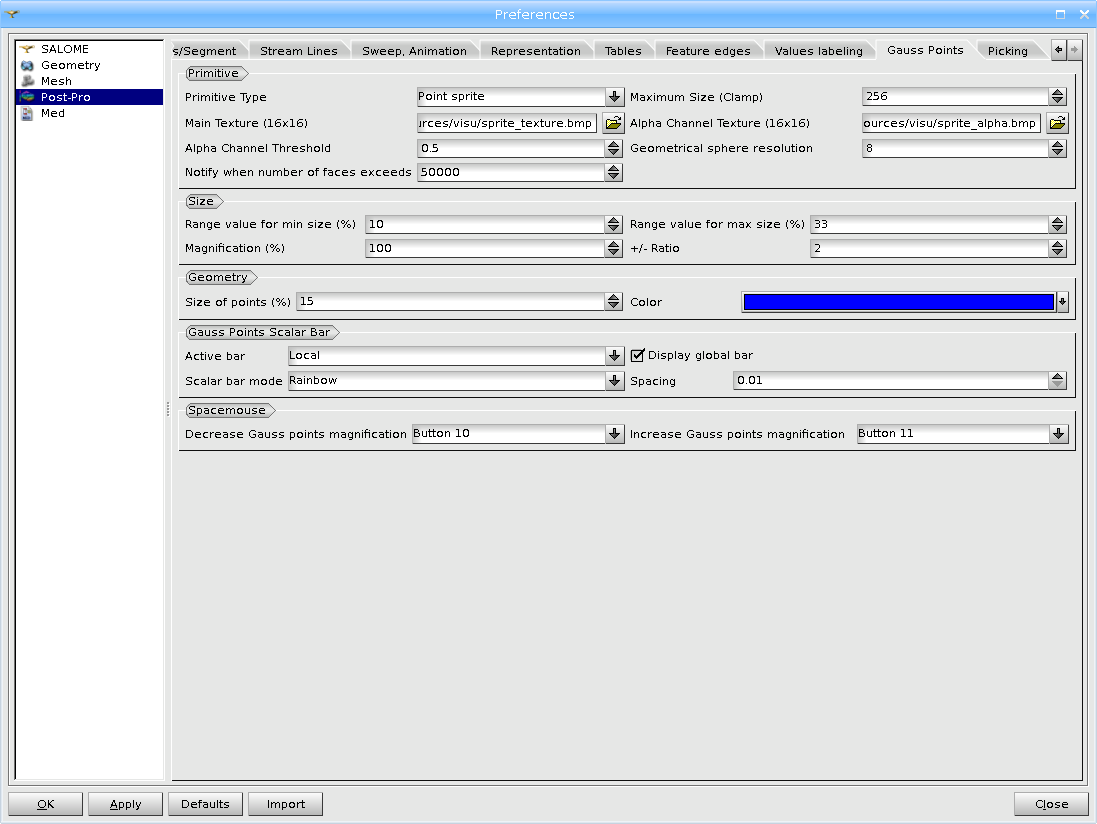 Preferences
SALOME
Geometry
Mesh
Post-Pro
Med
s/Segment Stream Lines Sweep, Animation Representation Tables Feature edges Values labeling Gauss Points Picking
Primitive
Primitive Type Point sprite Maximum Size (Clamp) 256
Main Texture (16x16) urces/visu/sprite_texture.bmp Alpha Channel Texture (16x16) ources/visu/sprite_alpha.bmp
Alpha Channel Threshold 0.5 Geometrical sphere resolution 8
Notify when number of faces exceeds 50000
Size
Range value for min size (%) 10 Range value for max size (%) 33
Magnification (%) 100 +/- Ratio 2
Geometry
Size of points (%) 15 Color
Gauss Points Scalar Bar
Active bar Local Display global bar
Scalar bar mode Rainbow Spacing 0.01
Spacemouse
Decrease Gauss points magnification Button 10 Increase Gauss points magnification Button 11
OK Apply Defaults Import Close